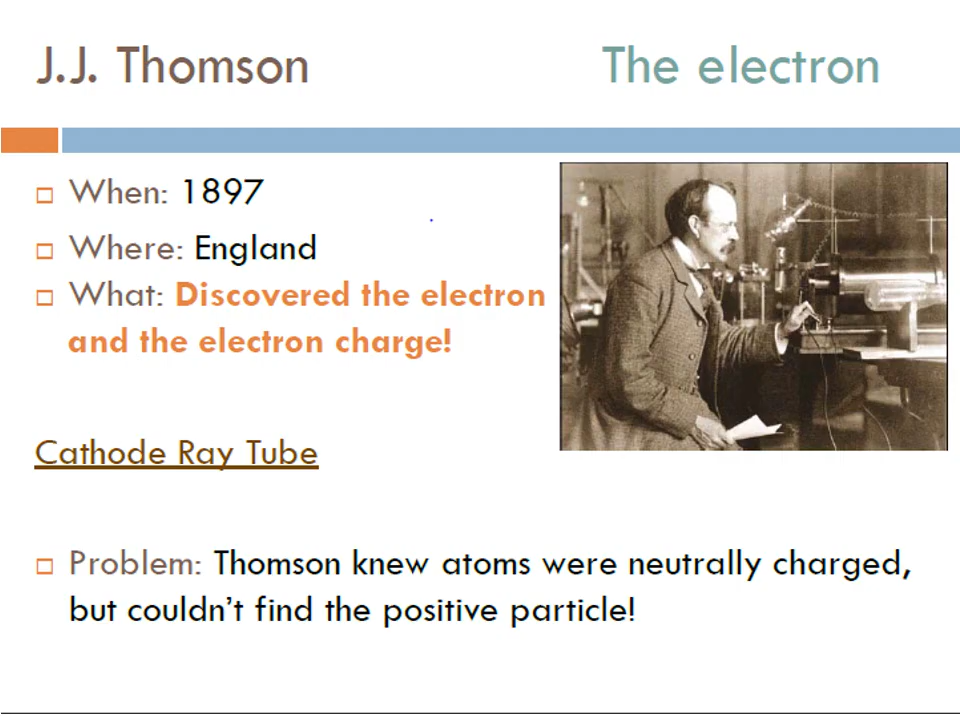 J.J. Thomson The electron
When: 1897
Where: England
What: Discovered the electron
and the electron charge!
Cathode Ray Tube
Problem: Thomson knew atoms were neutrally charged,
but couldn't find the positive particle!